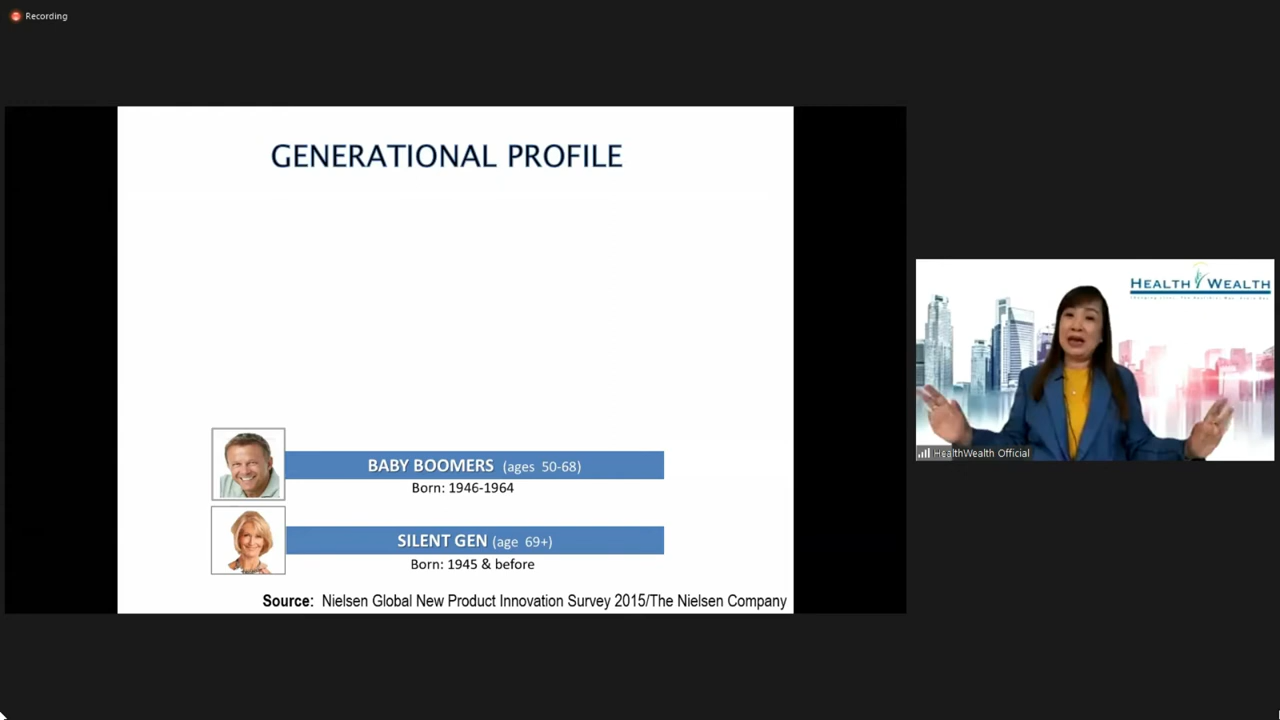 Recording
GENERATIONAL PROFILE
HEALTH WEALTH
BABY BOOMERS (ages 50-68)
Born: 1946-1964
HealthWealth Official
SILENT GEN (age 69+)
Born: 1945 & before
Source: Nielsen Global New Product Innovation Survey 2015/The Nielsen Company